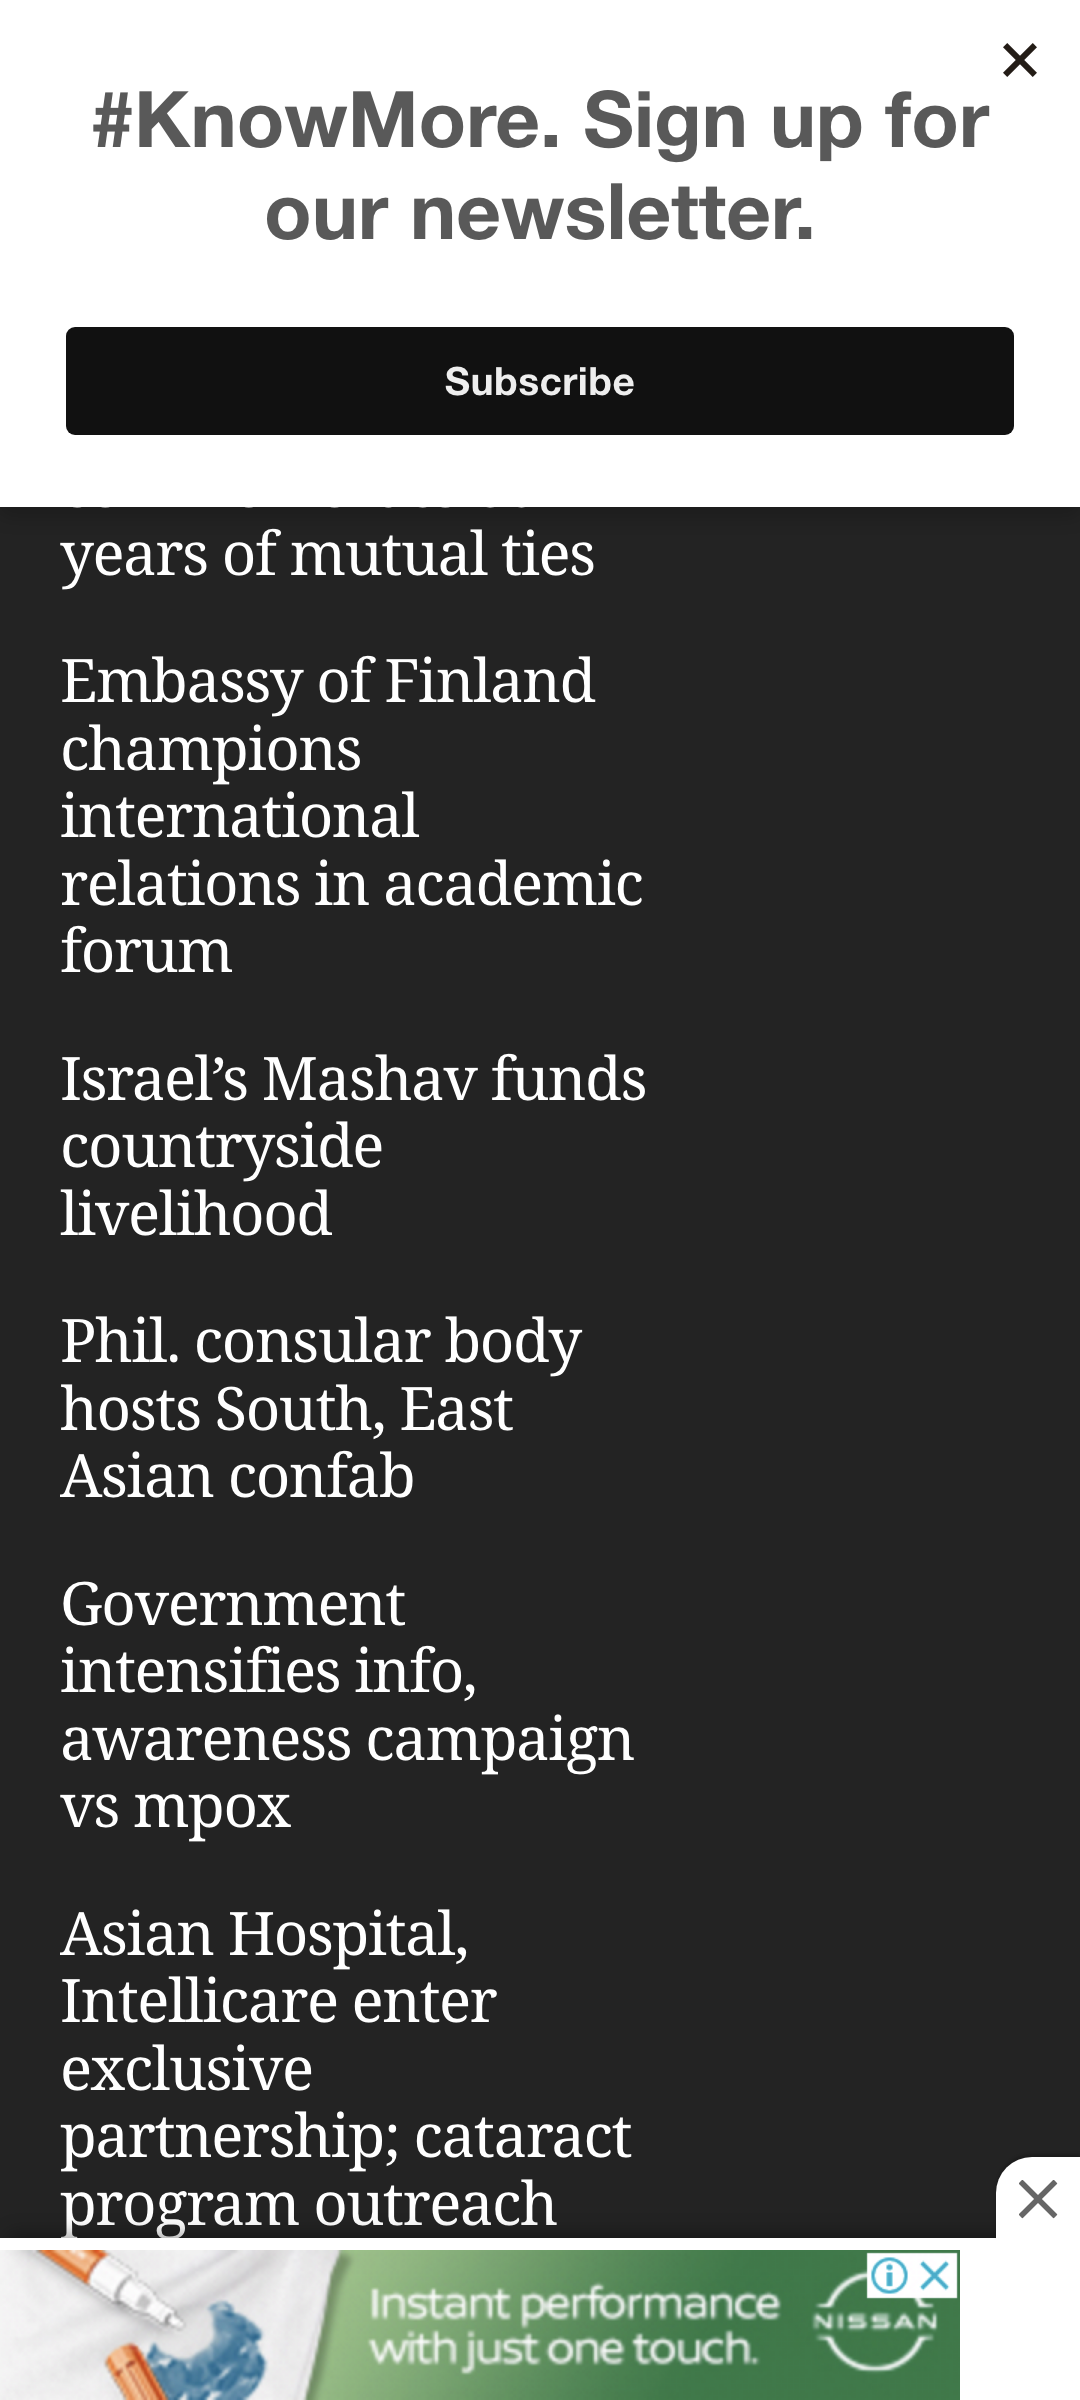 #KnowMore. Sign up for
our newsletter.
Subscribe
years of mutual ties
Embassy of Finland
champions
international
relations in academic
forum
Israel’s Mashav funds
countryside
livelihood
Phil. consular body
hosts South, East
Asian confab
Government
intensifies info,
awareness campaign
vs mpox
Asian Hospital,
Intellicare enter
exclusive
partnership; cataract
program outreach
Instant performance
with just one touch.
NISSAN